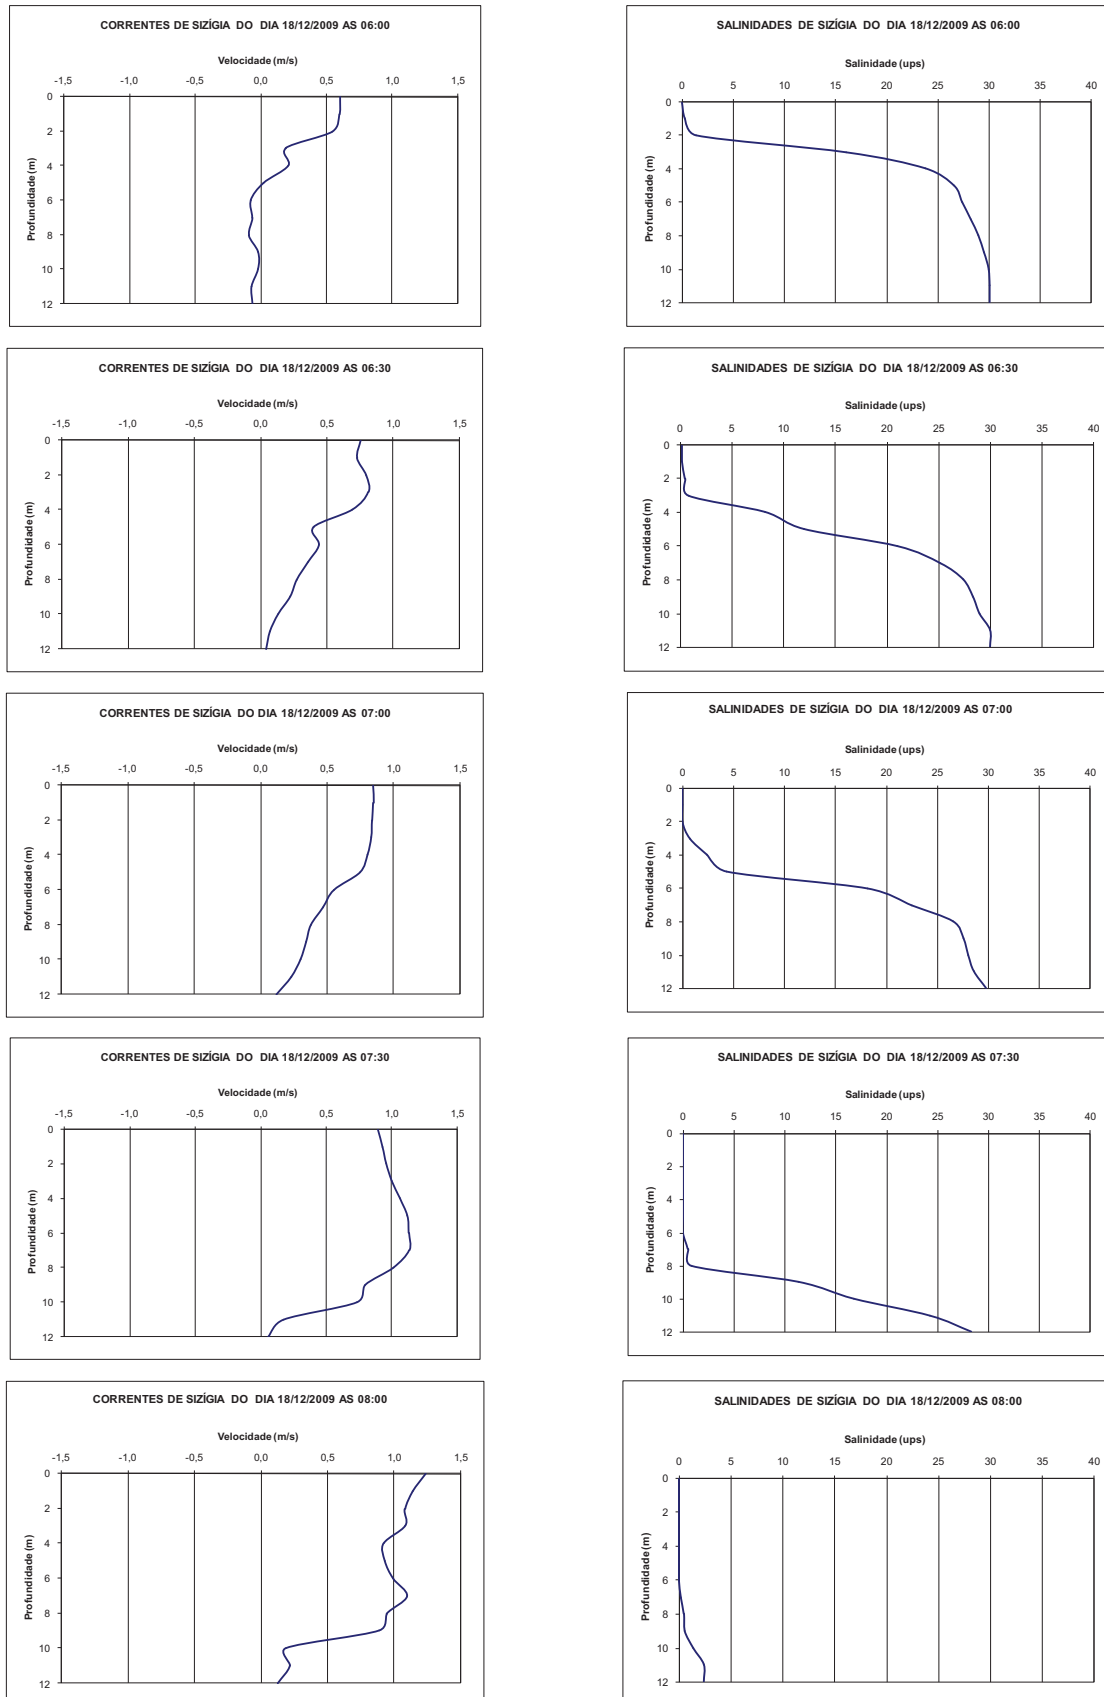 CORRENTES DE SIZÍGIA DO DIA 18/12/2009 AS 06:00
Velocidade (m/s)
-1,5 -1,0 -0,5 0,0 0,5 1,0 1,5
Profundidade (m)
0
2
4
6
8
10
12
SALINIDADES DE SIZÍGIA DO DIA 18/12/2009 AS 06:00
Salinidade (ups)
0 5 10 15 20 25 30 35 40
Profundidade (m)
0
2
4
6
8
10
12
CORRENTES DE SIZÍGIA DO DIA 18/12/2009 AS 06:30
Velocidade (m/s)
-1,5 -1,0 -0,5 0,0 0,5 1,0 1,5
Profundidade (m)
0
2
4
6
8
10
12
SALINIDADES DE SIZÍGIA DO DIA 18/12/2009 AS 06:30
Salinidade (ups)
0 5 10 15 20 25 30 35 40
Profundidade (m)
0
2
4
6
8
10
12
CORRENTES DE SIZÍGIA DO DIA 18/12/2009 AS 07:00
Velocidade (m/s)
-1,5 -1,0 -0,5 0,0 0,5 1,0 1,5
Profundidade (m)
0
2
4
6
8
10
12
SALINIDADES DE SIZÍGIA DO DIA 18/12/2009 AS 07:00
Salinidade (ups)
0 5 10 15 20 25 30 35 40
Profundidade (m)
0
2
4
6
8
10
12
CORRENTES DE SIZÍGIA DO DIA 18/12/2009 AS 07:30
Velocidade (m/s)
-1,5 -1,0 -0,5 0,0 0,5 1,0 1,5
Profundidade (m)
0
2
4
6
8
10
12
SALINIDADES DE SIZÍGIA DO DIA 18/12/2009 AS 07:30
Salinidade (ups)
0 5 10 15 20 25 30 35 40
Profundidade (m)
0
2
4
6
8
10
12
CORRENTES DE SIZÍGIA DO DIA 18/12/2009 AS 08:00
Velocidade (m/s)
-1,5 -1,0 -0,5 0,0 0,5 1,0 1,5
Profundidade (m)
0
2
4
6
8
10
12
SALINIDADES DE SIZÍGIA DO DIA 18/12/2009 AS 08:00
Salinidade (ups)
0 5 10 15 20 25 30 35 40
Profundidade (m)
0
2
4
6
8
10
12